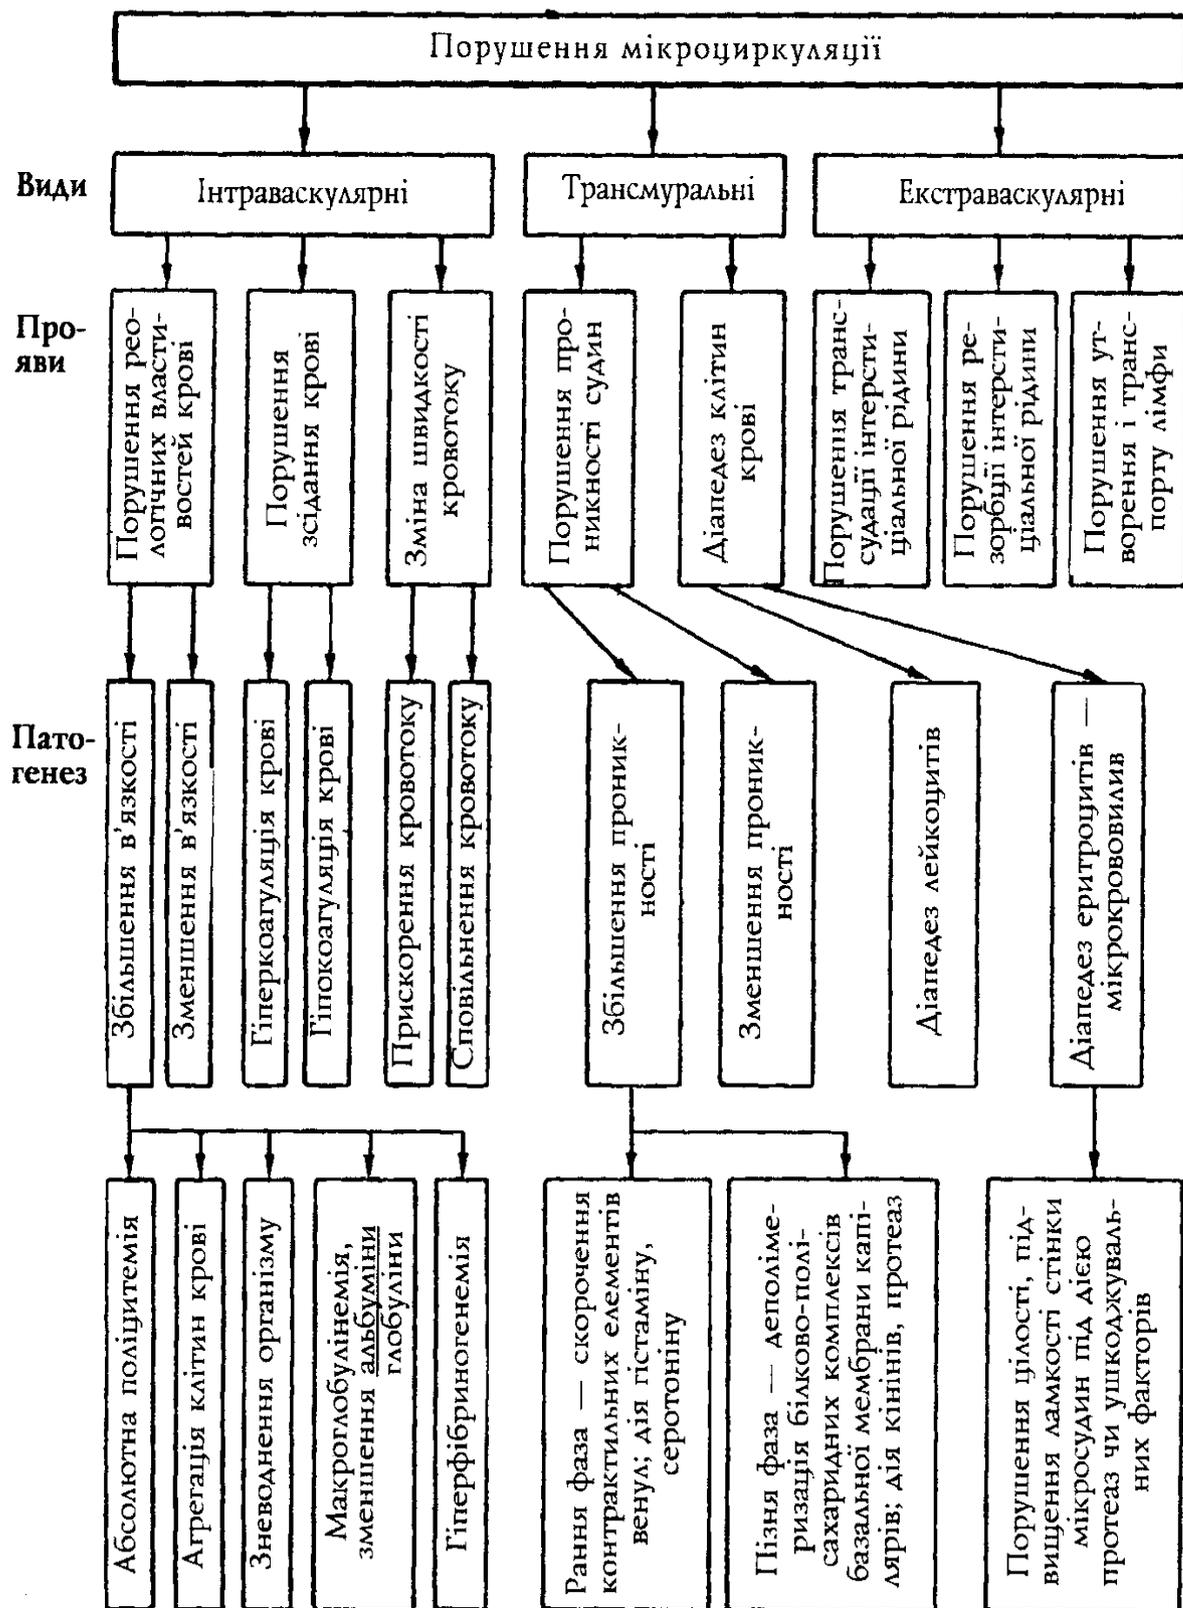 Порушення мікроциркуляції
Види
Інтраваскулярні
Трансмуральні
Екстраваскулярні
Про-
яви
Порушення рео-
логічних власти-
востей крові
Порушення
зсідання крові
Зміна швидкості
кровотоку
Порушення про-
никності судин
Діапедез клітин
крові
Порушення транс-
судації інтерсти-
ціальної рідини
Порушення ре-
зорбції інтерсти-
ціальної рідини
Порушення ут-
ворення і транс-
порту лімфи
Пато-
генез
Збільшення в'язкості
Зменшення в'язкості
Гіперкоагуляція крові
Гіпокоагуляція крові
Прискорення кровотоку
Сповільнення кровотоку
Збільшення проник-
ності
Зменшення проник-
ності
Діапедез лейкоцитів
Діапедез еритроцитів —
мікрокрововилив
Абсолютна поліцитемія
Агрегація клітин крові
Зневоднення організму
Макроглобулінемія,
зменшення альбуміни
глобуліни
Гіперфібриногенемія
Рання фаза — скорочення
контрактильних елементів
венул; дія гістаміну,
серотоніну
Пізня фаза — деполіме-
ризація білково-полі-
сахаридних комплексів
базальної мембрани капі-
лярів; дія кінінів, протеаз
Порушення цілості, під-
вищення ламкості стінки
мікросудин під дією
протеаз чи ушкоджуваль-
них факторів